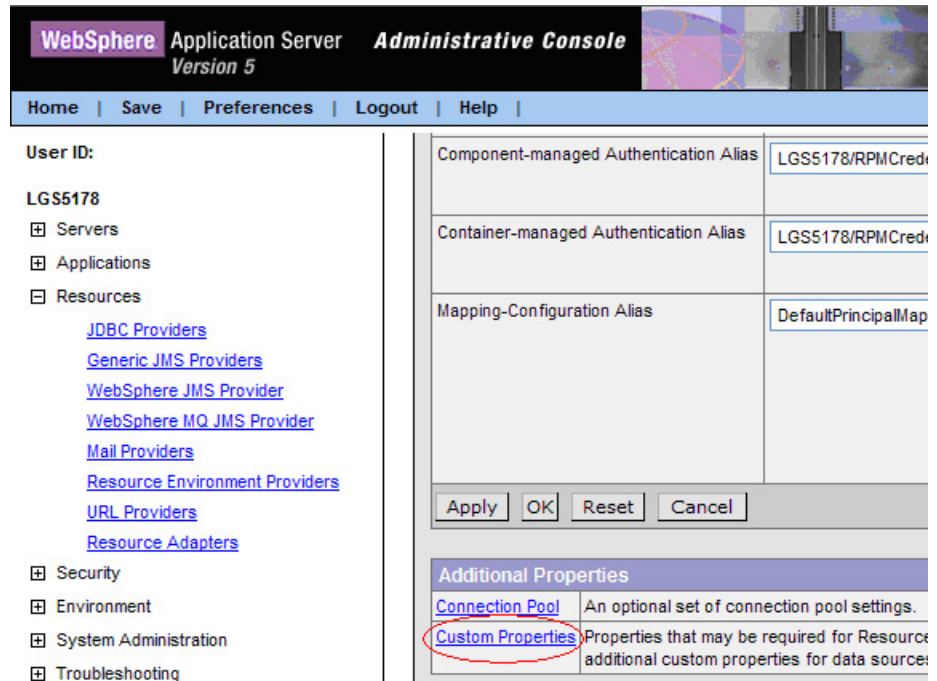 WebSphere Application Server Administrative Console
Version 5
Home | Save | Preferences | Logout | Help |
User ID:
LGS5178
Servers
Applications
Resources
JDBC Providers
Generic JMS Providers
WebSphere JMS Provider
WebSphere MQ JMS Provider
Mail Providers
Resource Environment Providers
URL Providers
Resource Adapters
Security
Environment
System Administration
Troubleshooting
Component-managed Authentication Alias LGS5178/RPMCrede
Container-managed Authentication Alias LGS5178/RPMCrede
Mapping-Configuration Alias DefaultPrincipalMap
Apply OK Reset Cancel
Additional Properties
Connection Pool An optional set of connection pool settings.
Custom Properties Properties that may be required for Resource
additional custom properties for data sources